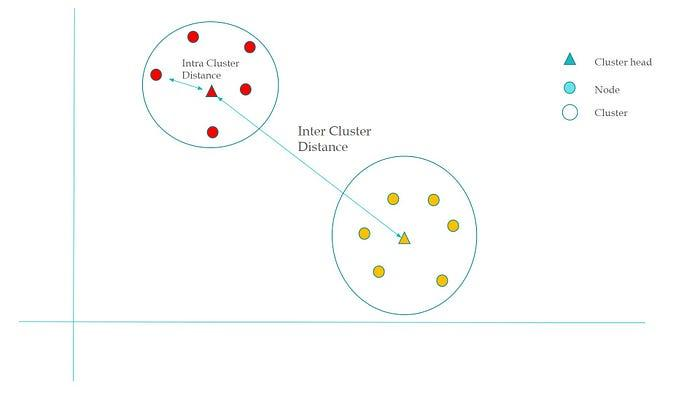 Intra Cluster
Distance
Inter Cluster
Distance
Cluster head
Node
Cluster